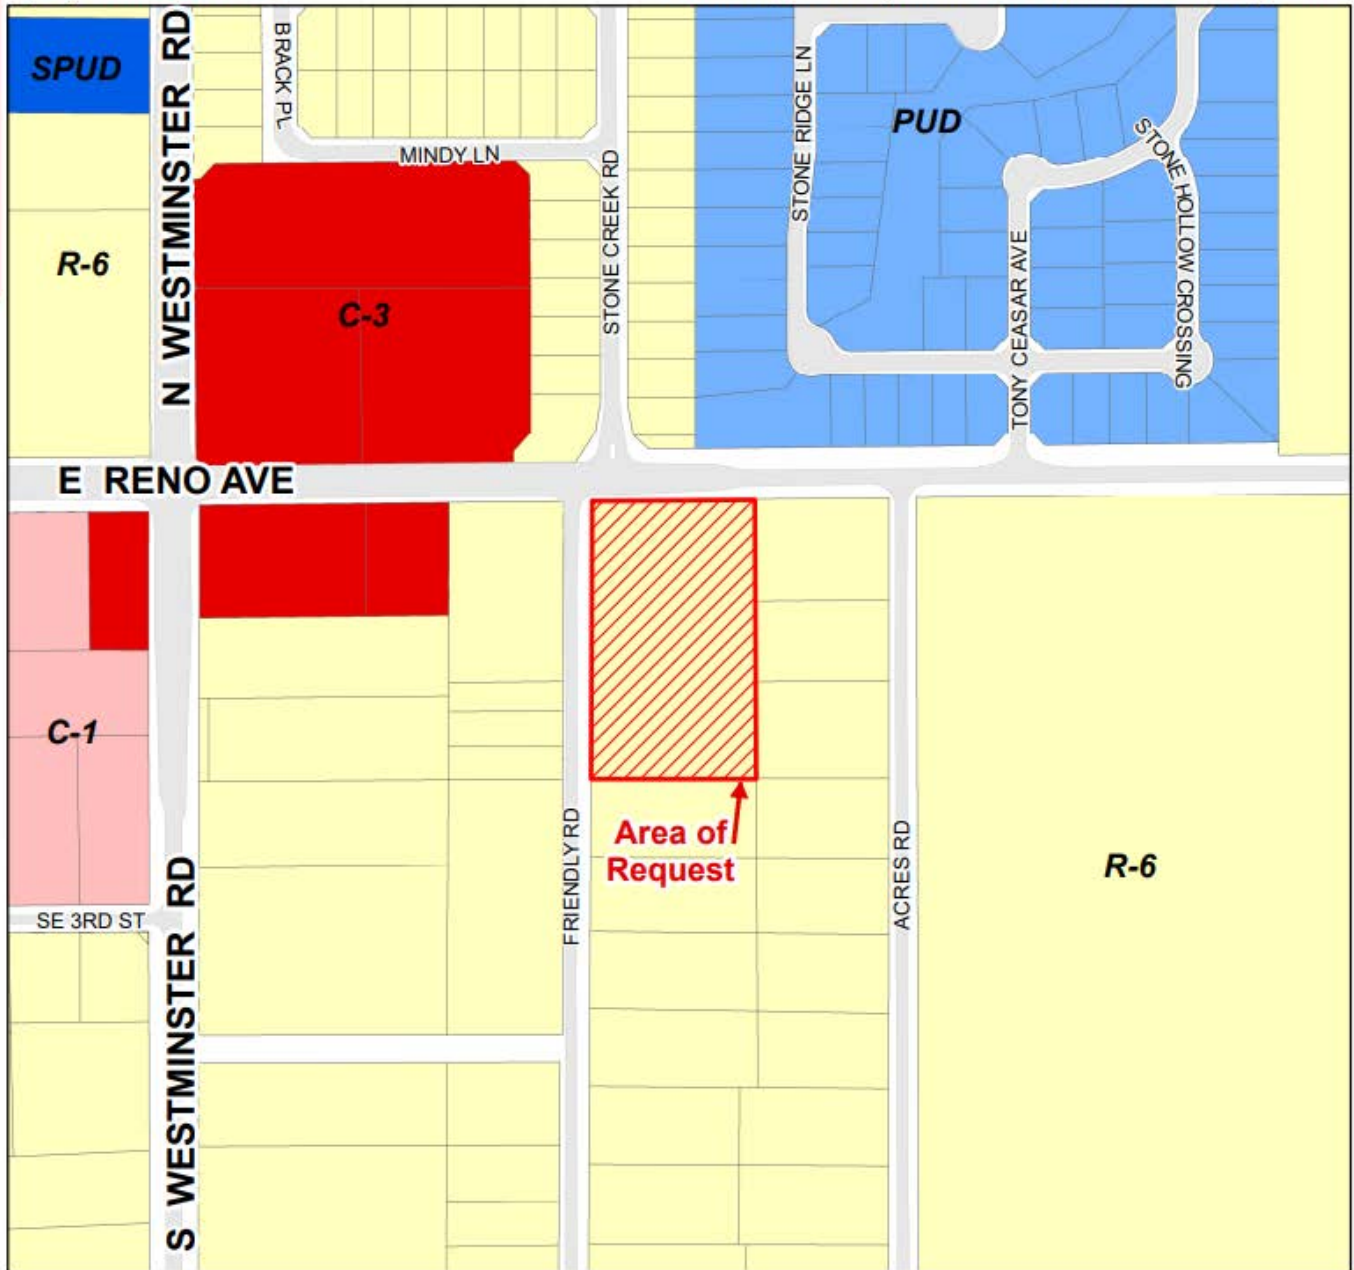 SPUD
N WESTMINSTER RD
BRACK PL
MINDY LN
STONE CREEK RD
STONE RIDGE LN
PUD
STONE HOLLOW CROSSING
TONY CEASAR AVE
R-6
C-3
E RENO AVE
C-1
Area of
Request
FRIENDLY RD
ACRES RD
R-6
SE 3RD ST
S WESTMINSTER RD